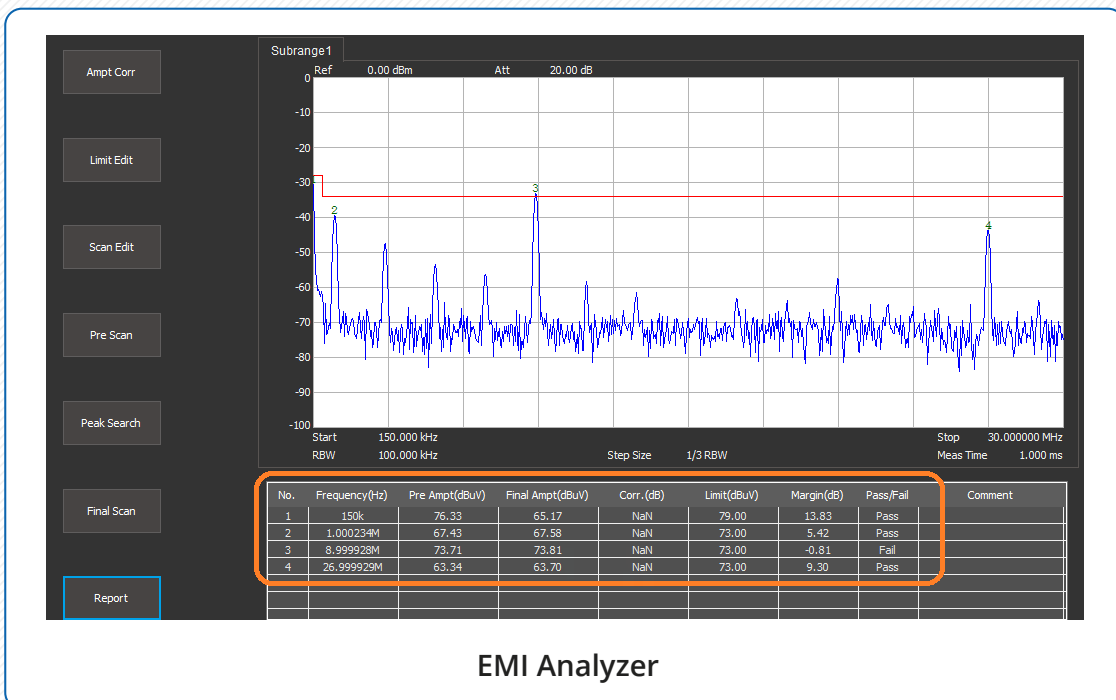 Ampt Corr
Limit Edit
Scan Edit
Pre Scan
Peak Search
Final Scan
Report
Subrange1
Ref 0.00 dBm Att 20.00 dB
0
-10
-20
-30
-40
-50
-60
-70
-80
-90
-100
2
3
4
Start 150.000 kHz Stop 30.000000 MHz
RBW 100.000 kHz Step Size 1/3 RBW Meas Time 1.000 ms
No. Frequency(Hz) Pre Ampt(dBuV) Final Ampt(dBuV) Corr.(dB) Limit(dBuV) Margin(dB) Pass/Fail Comment
1 150k 76.33 65.17 NaN 79.00 13.83 Pass
2 1.000234M 67.43 67.58 NaN 73.00 5.42 Pass
3 8.999928M 73.71 73.81 NaN 73.00 -0.81 Fail
4 26.999929M 63.34 63.70 NaN 73.00 9.30 Pass
EMI Analyzer